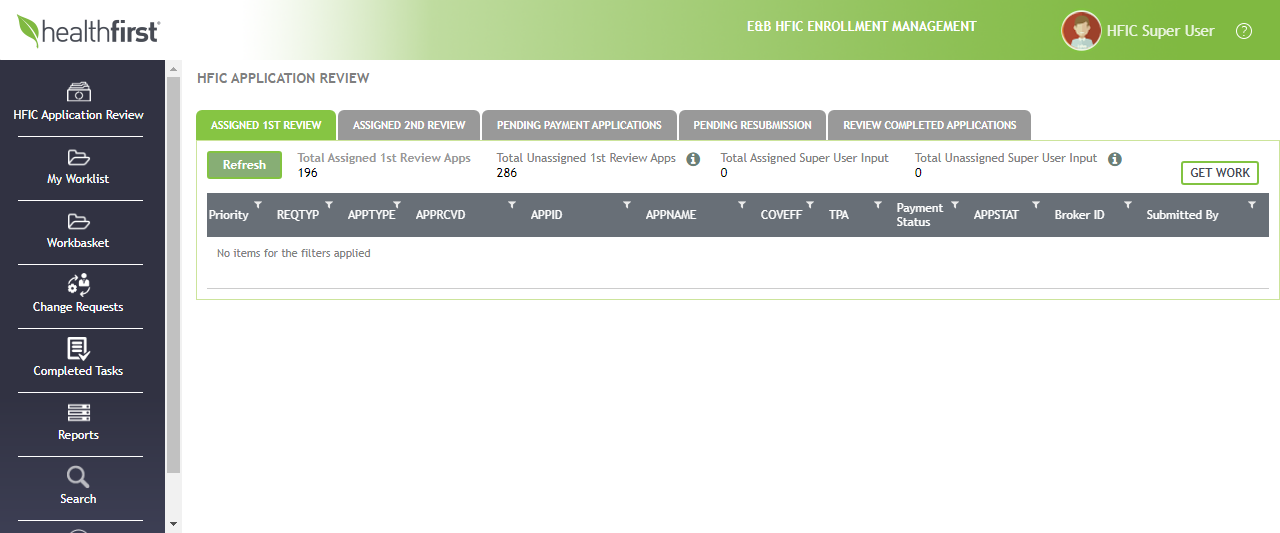 healthfirst
E&B HFIC ENROLLMENT MANAGEMENT
HFIC Super User
?
HFIC Application Review
My Worklist
Workbasket
Change Requests
Completed Tasks
Reports
Search
HFIC APPLICATION REVIEW
ASSIGNED 1ST REVIEW ASSIGNED 2ND REVIEW PENDING PAYMENT APPLICATIONS PENDING RESUBMISSION REVIEW COMPLETED APPLICATIONS
Refresh
Total Assigned 1st Review Apps
196
Total Unassigned 1st Review Apps
286
Total Assigned Super User Input
0
Total Unassigned Super User Input
0
GET WORK
Priority REQTYP APPTYPE APPRCVD APPID APPNAME COVEFF TPA Payment Status APPSTAT Broker ID Submitted By
No items for the filters applied